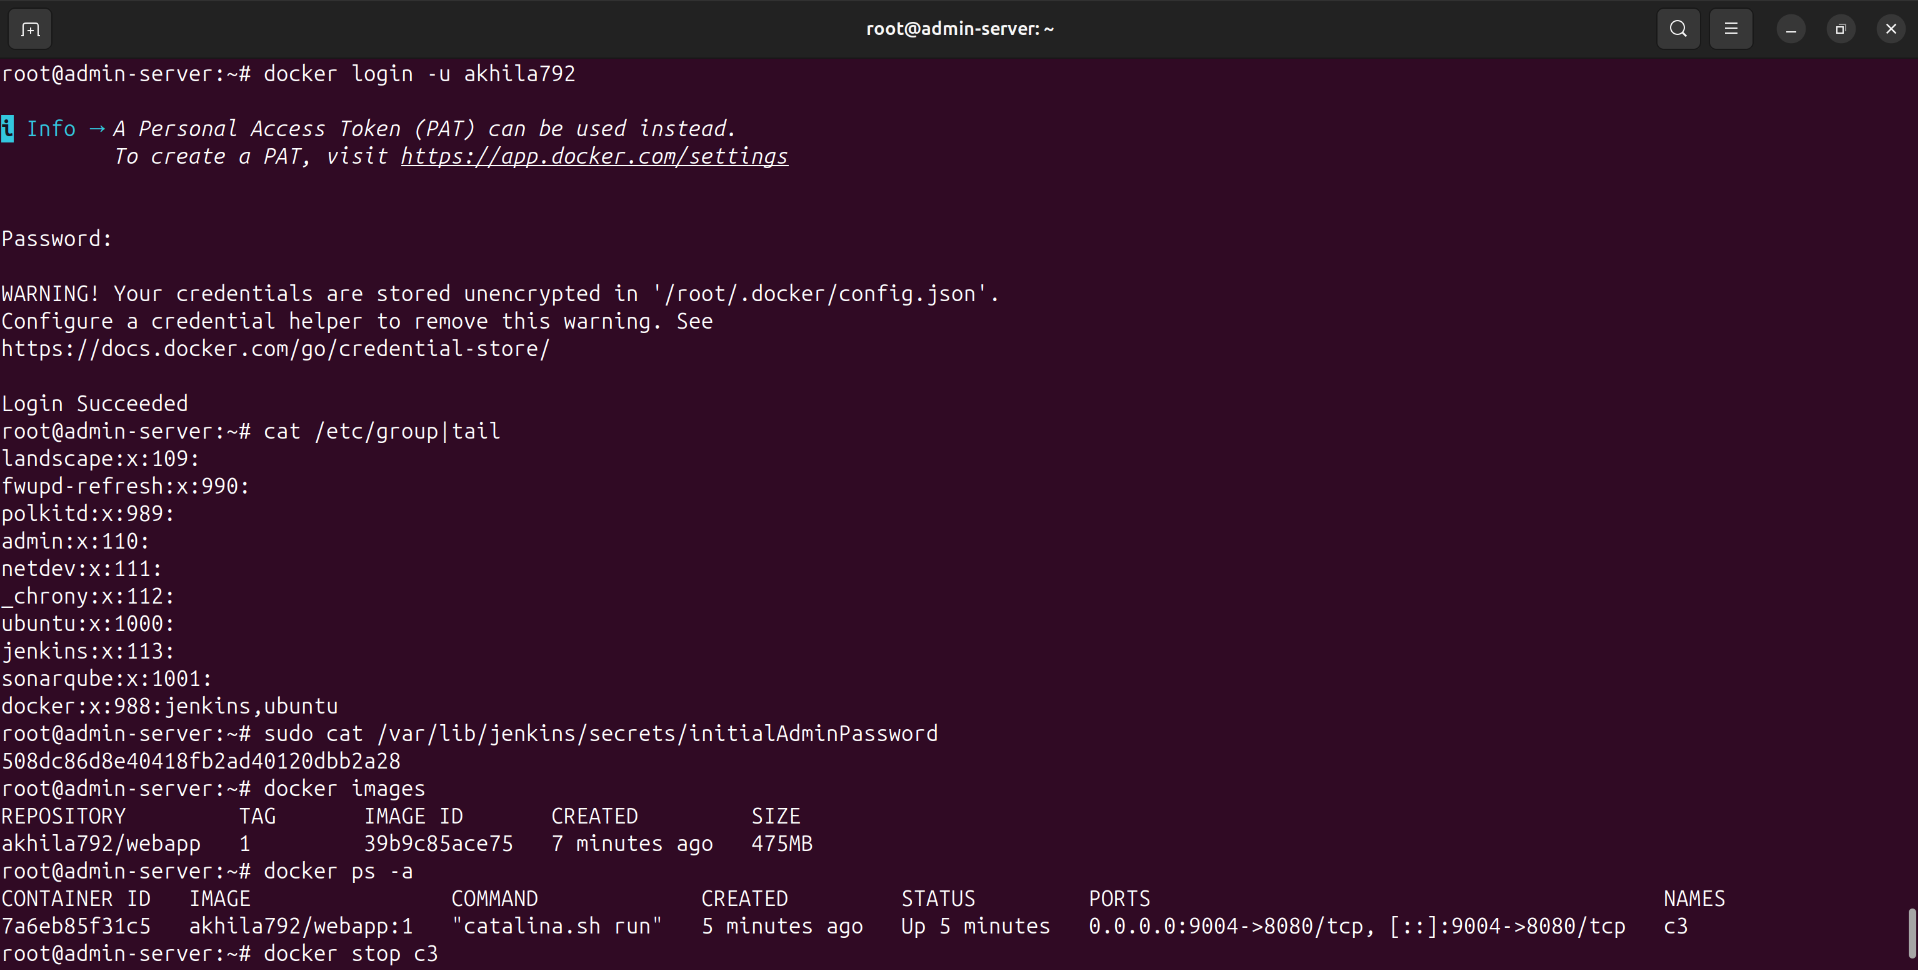 root@admin-server: ~
root@admin-server:~# docker login -u akhila792
i Info → A Personal Access Token (PAT) can be used instead.
To create a PAT, visit https://app.docker.com/settings
Password:
WARNING! Your credentials are stored unencrypted in '/root/.docker/config.json'.
Configure a credential helper to remove this warning. See
https://docs.docker.com/go/credential-store/
Login Succeeded
root@admin-server:~# cat /etc/group|tail
landscape:x:109:
fwupd-refresh:x:990:
polkitd:x:989:
admin:x:110:
netdev:x:111:
_chrony:x:112:
ubuntu:x:1000:
jenkins:x:113:
sonarqube:x:1001:
docker:x:988:jenkins,ubuntu
root@admin-server:~# sudo cat /var/lib/jenkins/secrets/initialAdminPassword
508dc86d8e40418fb2ad40120dbb2a28
root@admin-server:~# docker images
REPOSITORY TAG IMAGE ID CREATED SIZE
akhila792/webapp 1 39b9c85ace75 7 minutes ago 475MB
root@admin-server:~# docker ps -a
CONTAINER ID IMAGE COMMAND CREATED STATUS PORTS NAMES
7a6eb85f31c5 akhila792/webapp:1 "catalina.sh run" 5 minutes ago Up 5 minutes 0.0.0.0:9004->8080/tcp, [::]:9004->8080/tcp c3
root@admin-server:~# docker stop c3